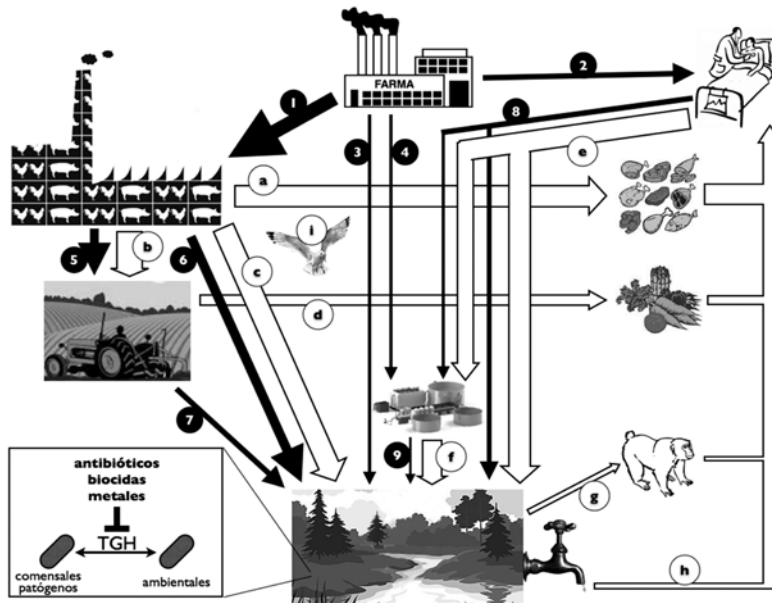 FARMA
1
2
3
4
8
e
a
i
5
b
6
c
d
7
9
f
g
h
antibióticos
biocidas
metales
TGH
comensales
patógenos
ambientales